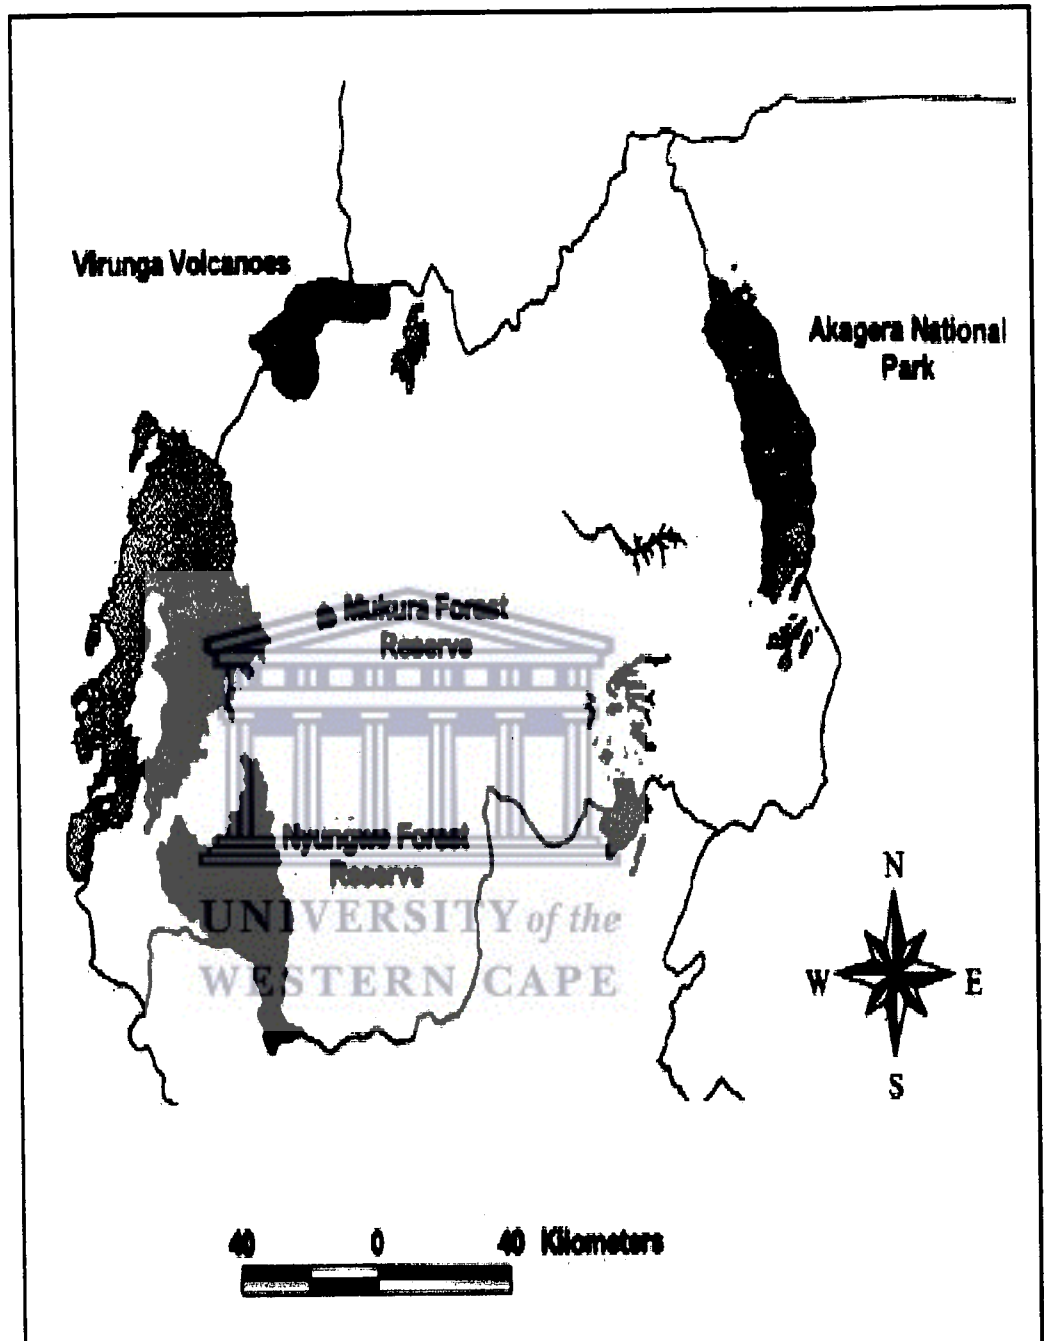 Virunga Volcanoes
Akagera National
Park
Mukura Forest
Reserve
Nyungwe Forest
Reserve
UNIVERSITY of the
WESTERN CAPE
N
W
E
S
40 0 40 Kilometers